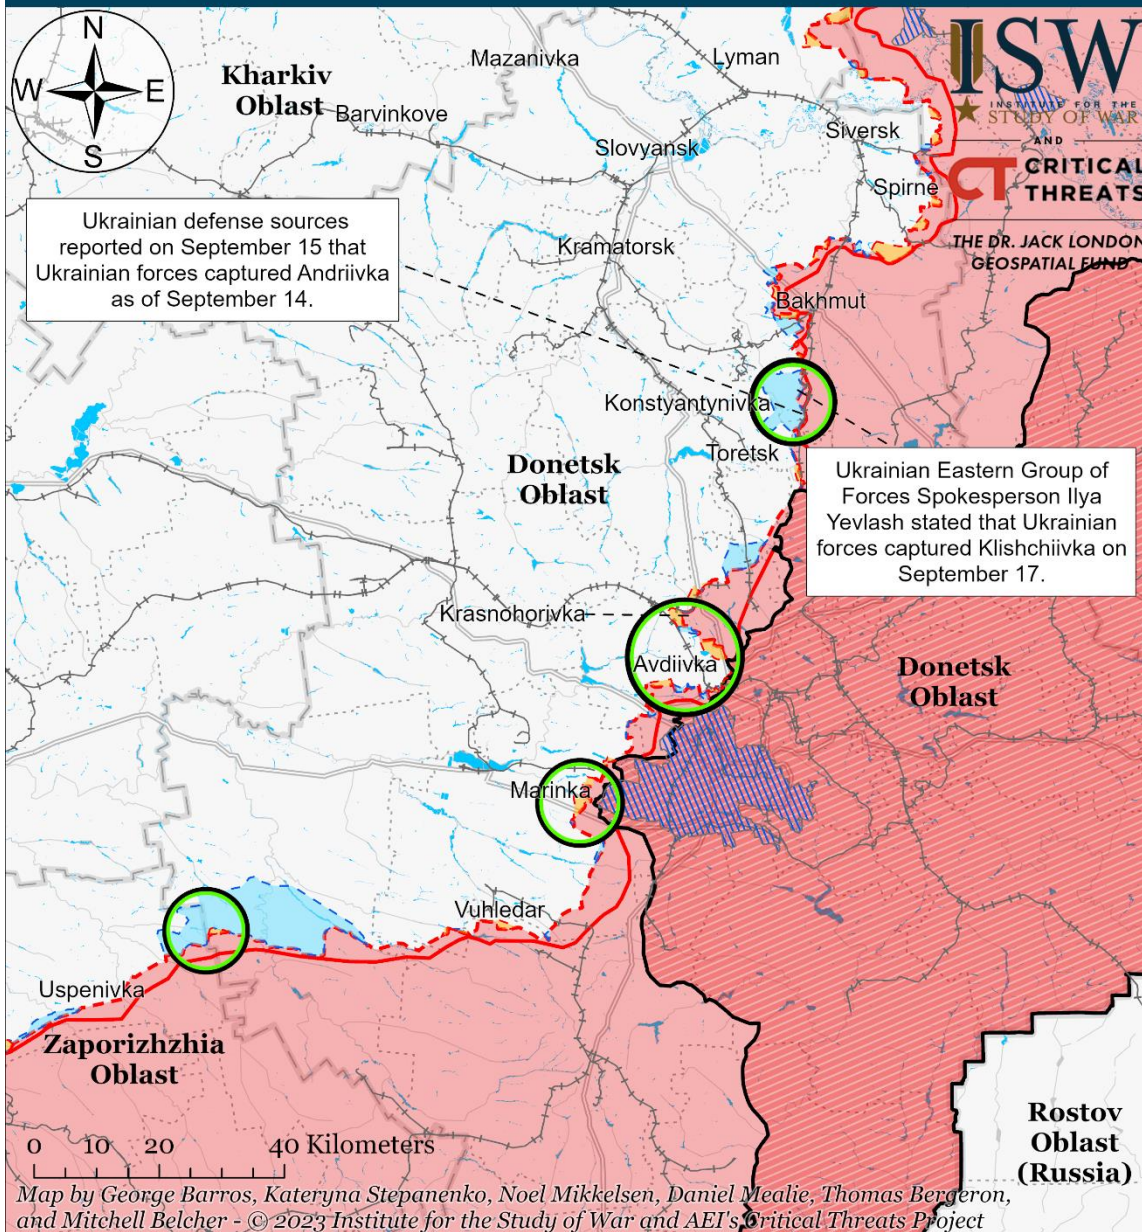 N
W
E
S
Kharkiv
Oblast
Mazanivka
Lyman
Barvinkove
Slovyansk
Siversk
Spirne
ISW
INSTITUTE FOR THE
STUDY OF WAR
AND
CT CRITICAL
THREATS
THE DR. JACK LONDON
GEOSPATIAL FUND
Ukrainian defense sources
reported on September 15 that
Ukrainian forces captured Andriivka
as of September 14.
Kramatorsk
Bakhmut
Konstyantynivka
Toretsk
Donetsk
Oblast
Ukrainian Eastern Group of
Forces Spokesperson Ilya
Yevlash stated that Ukrainian
forces captured Klishchiivka on
September 17.
Krasnohorivka
Avdiivka
Donetsk
Oblast
Marinka
Vuhledar
Uspenivka
Zaporizhzhia
Oblast
Rostov
Oblast
(Russia)
0 10 20 40 Kilometers
Map by George Barros, Kateryna Stepanenko, Noel Mikkelsen, Daniel Mealie, Thomas Bergeron,
and Mitchell Belcher - © 2023 Institute for the Study of War and AEI's Critical Threats Project